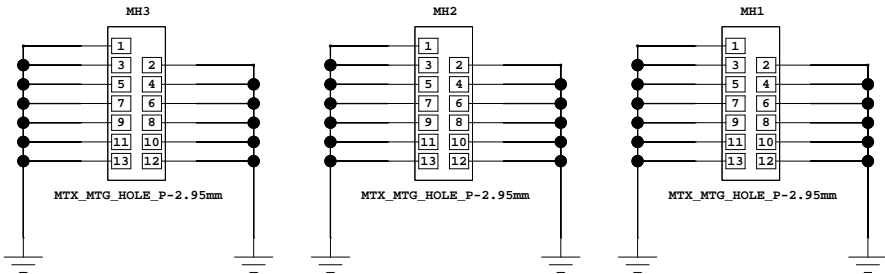 MH3 MH2 MH1
1 1 1
3 2 3 2 3 2
5 4 5 4 5 4
7 6 7 6 7 6
9 8 9 8 9 8
11 10 11 10 11 10
13 12 13 12 13 12
MTX_MTG_HOLE_P-2.95mm MTX_MTG_HOLE_P-2.95mm MTX_MTG_HOLE_P-2.95mm